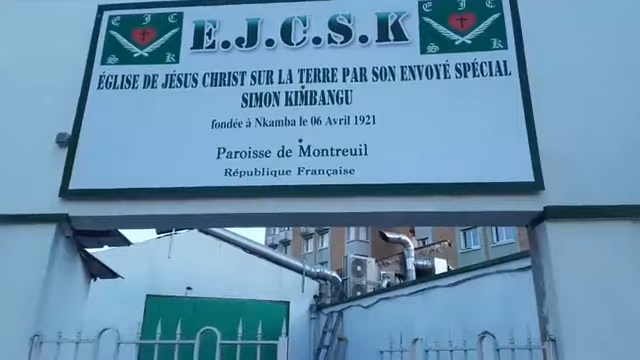 E.J.C.S.K
E J C S K
E J C S K
ÉGLISE DE JÉSUS CHRIST SUR LA TERRE PAR SON ENVOYÉ SPÉCIAL
SIMON KIMBANGU
fondée à Nkamba le 06 Avril 1921
Paroisse de Montreuil
République Française